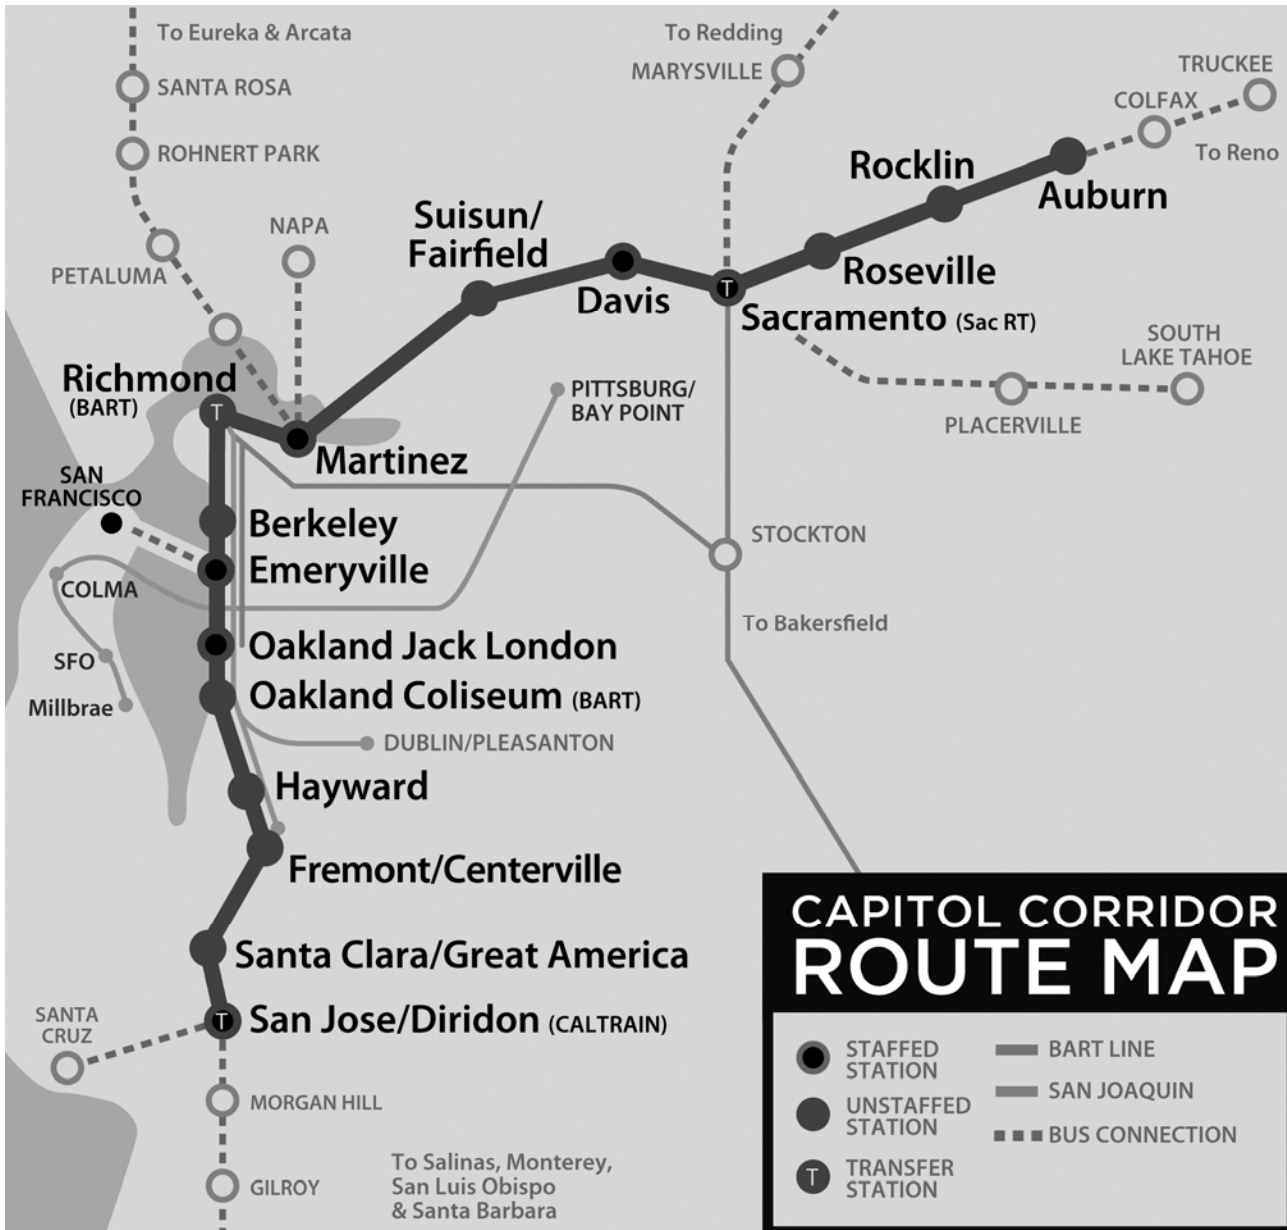 To Eureka & Arcata
To Redding
TRUCKEE
MARYSVILLE
SANTA ROSA
COLFAX
ROHNERT PARK
To Reno
Rocklin
Auburn
NAPA
Suisun/
Fairfield
PETALUMA
Davis
Roseville
Sacramento (Sac RT)
SOUTH
LAKE TAHOE
Richmond
(BART)
PITTSBURG/
BAY POINT
PLACERVILLE
Martinez
SAN
FRANCISCO
Berkeley
STOCKTON
Emeryville
COLMA
To Bakersfield
Oakland Jack London
SFO
Oakland Coliseum (BART)
Millbrae
DUBLIN/PLEASANTON
Hayward
Fremont/Centerville
Santa Clara/Great America
San Jose/Diridon (CALTRAIN)
SANTA
CRUZ
MORGAN HILL
GILROY
To Salinas, Monterey,
San Luis Obispo
& Santa Barbara
CAPITOL CORRIDOR
ROUTE MAP
STAFFED
STATION
UNSTAFFED
STATION
T TRANSFER
STATION
BART LINE
SAN JOAQUIN
BUS CONNECTION
T
T
T